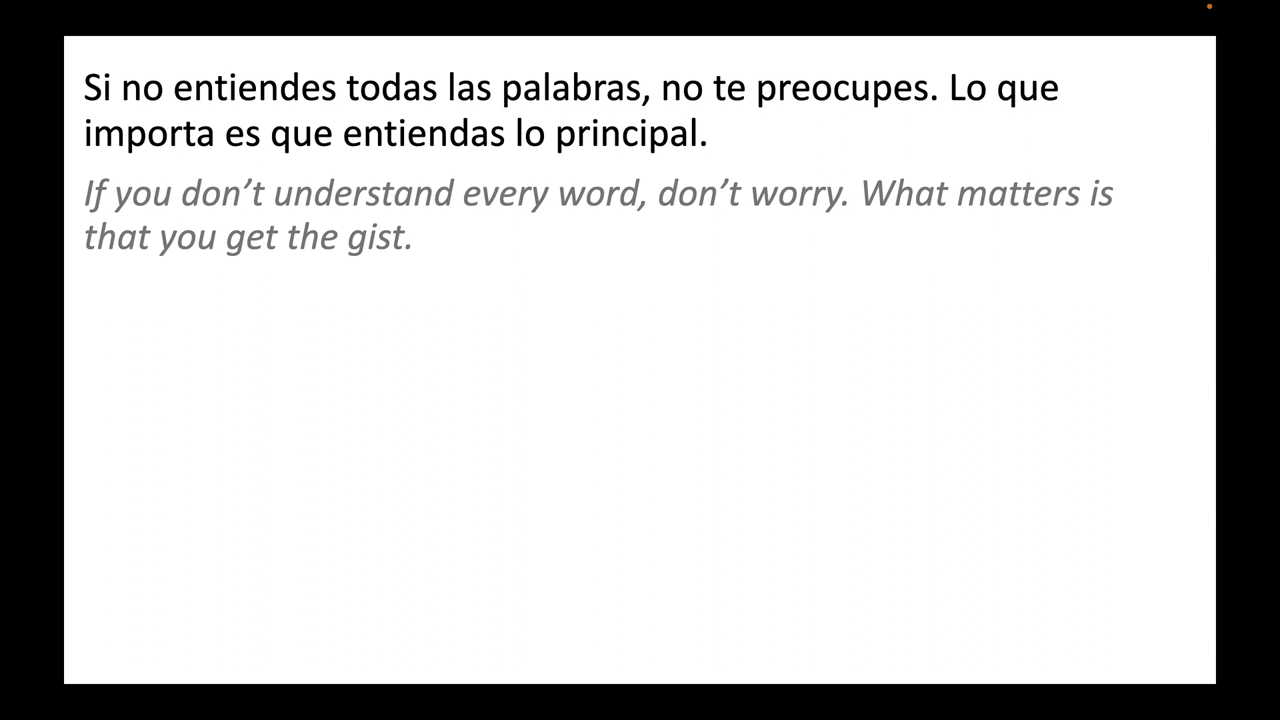 Si no entiendes todas las palabras, no te preocupes. Lo que
importa es que entiendas lo principal.
If you don’t understand every word, don’t worry. What matters is
that you get the gist.